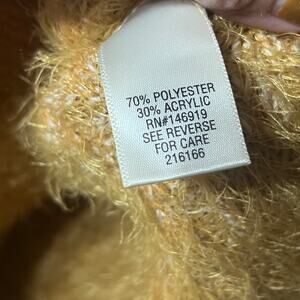 70% POLYESTER
30% ACRYLIC
RN#146919
SEE REVERSE
FOR CARE
216166